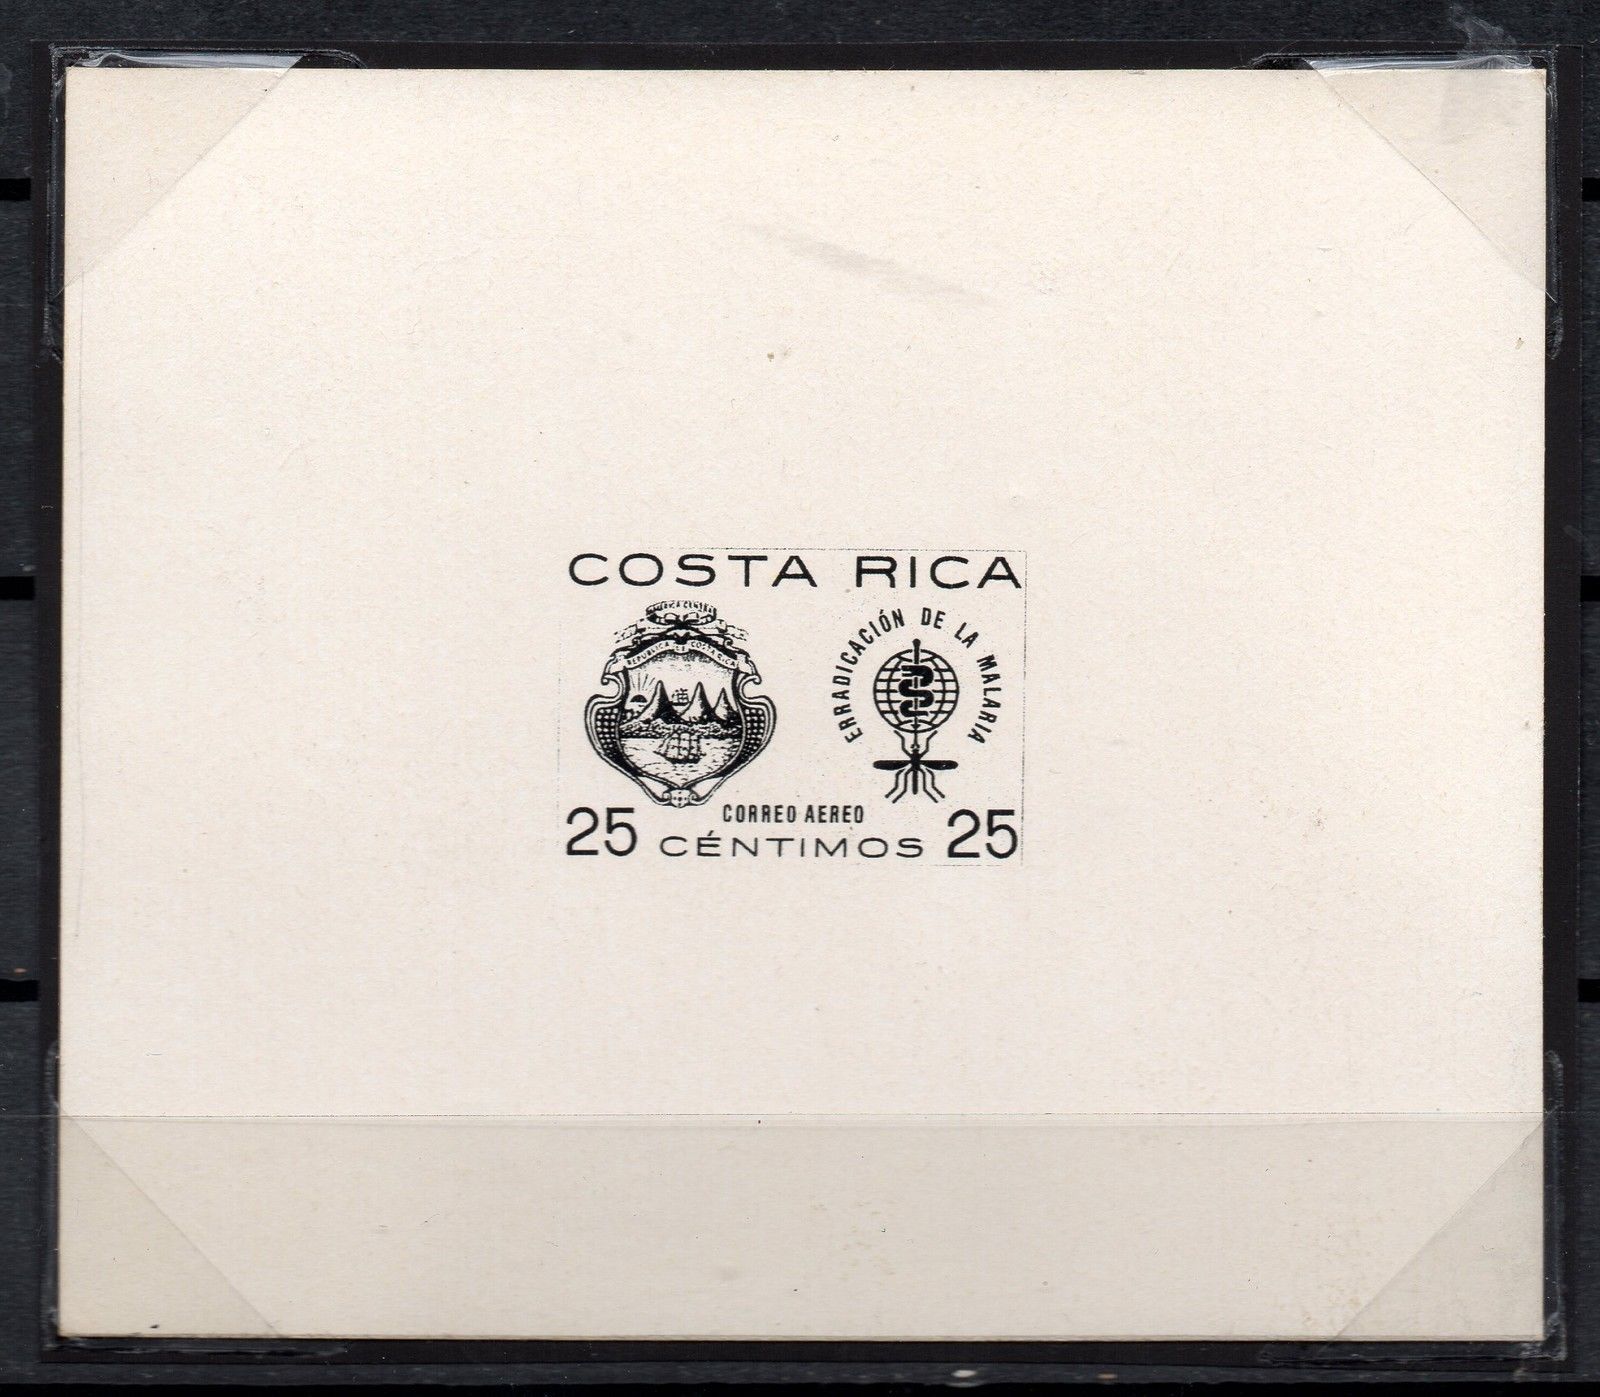 COSTA RICA
AMERICA CENTRAL
REPUBLICA DE COSTA RICA
ERRADICACIÓN DE LA MALARIA
CORREO AEREO
25 CÉNTIMOS 25